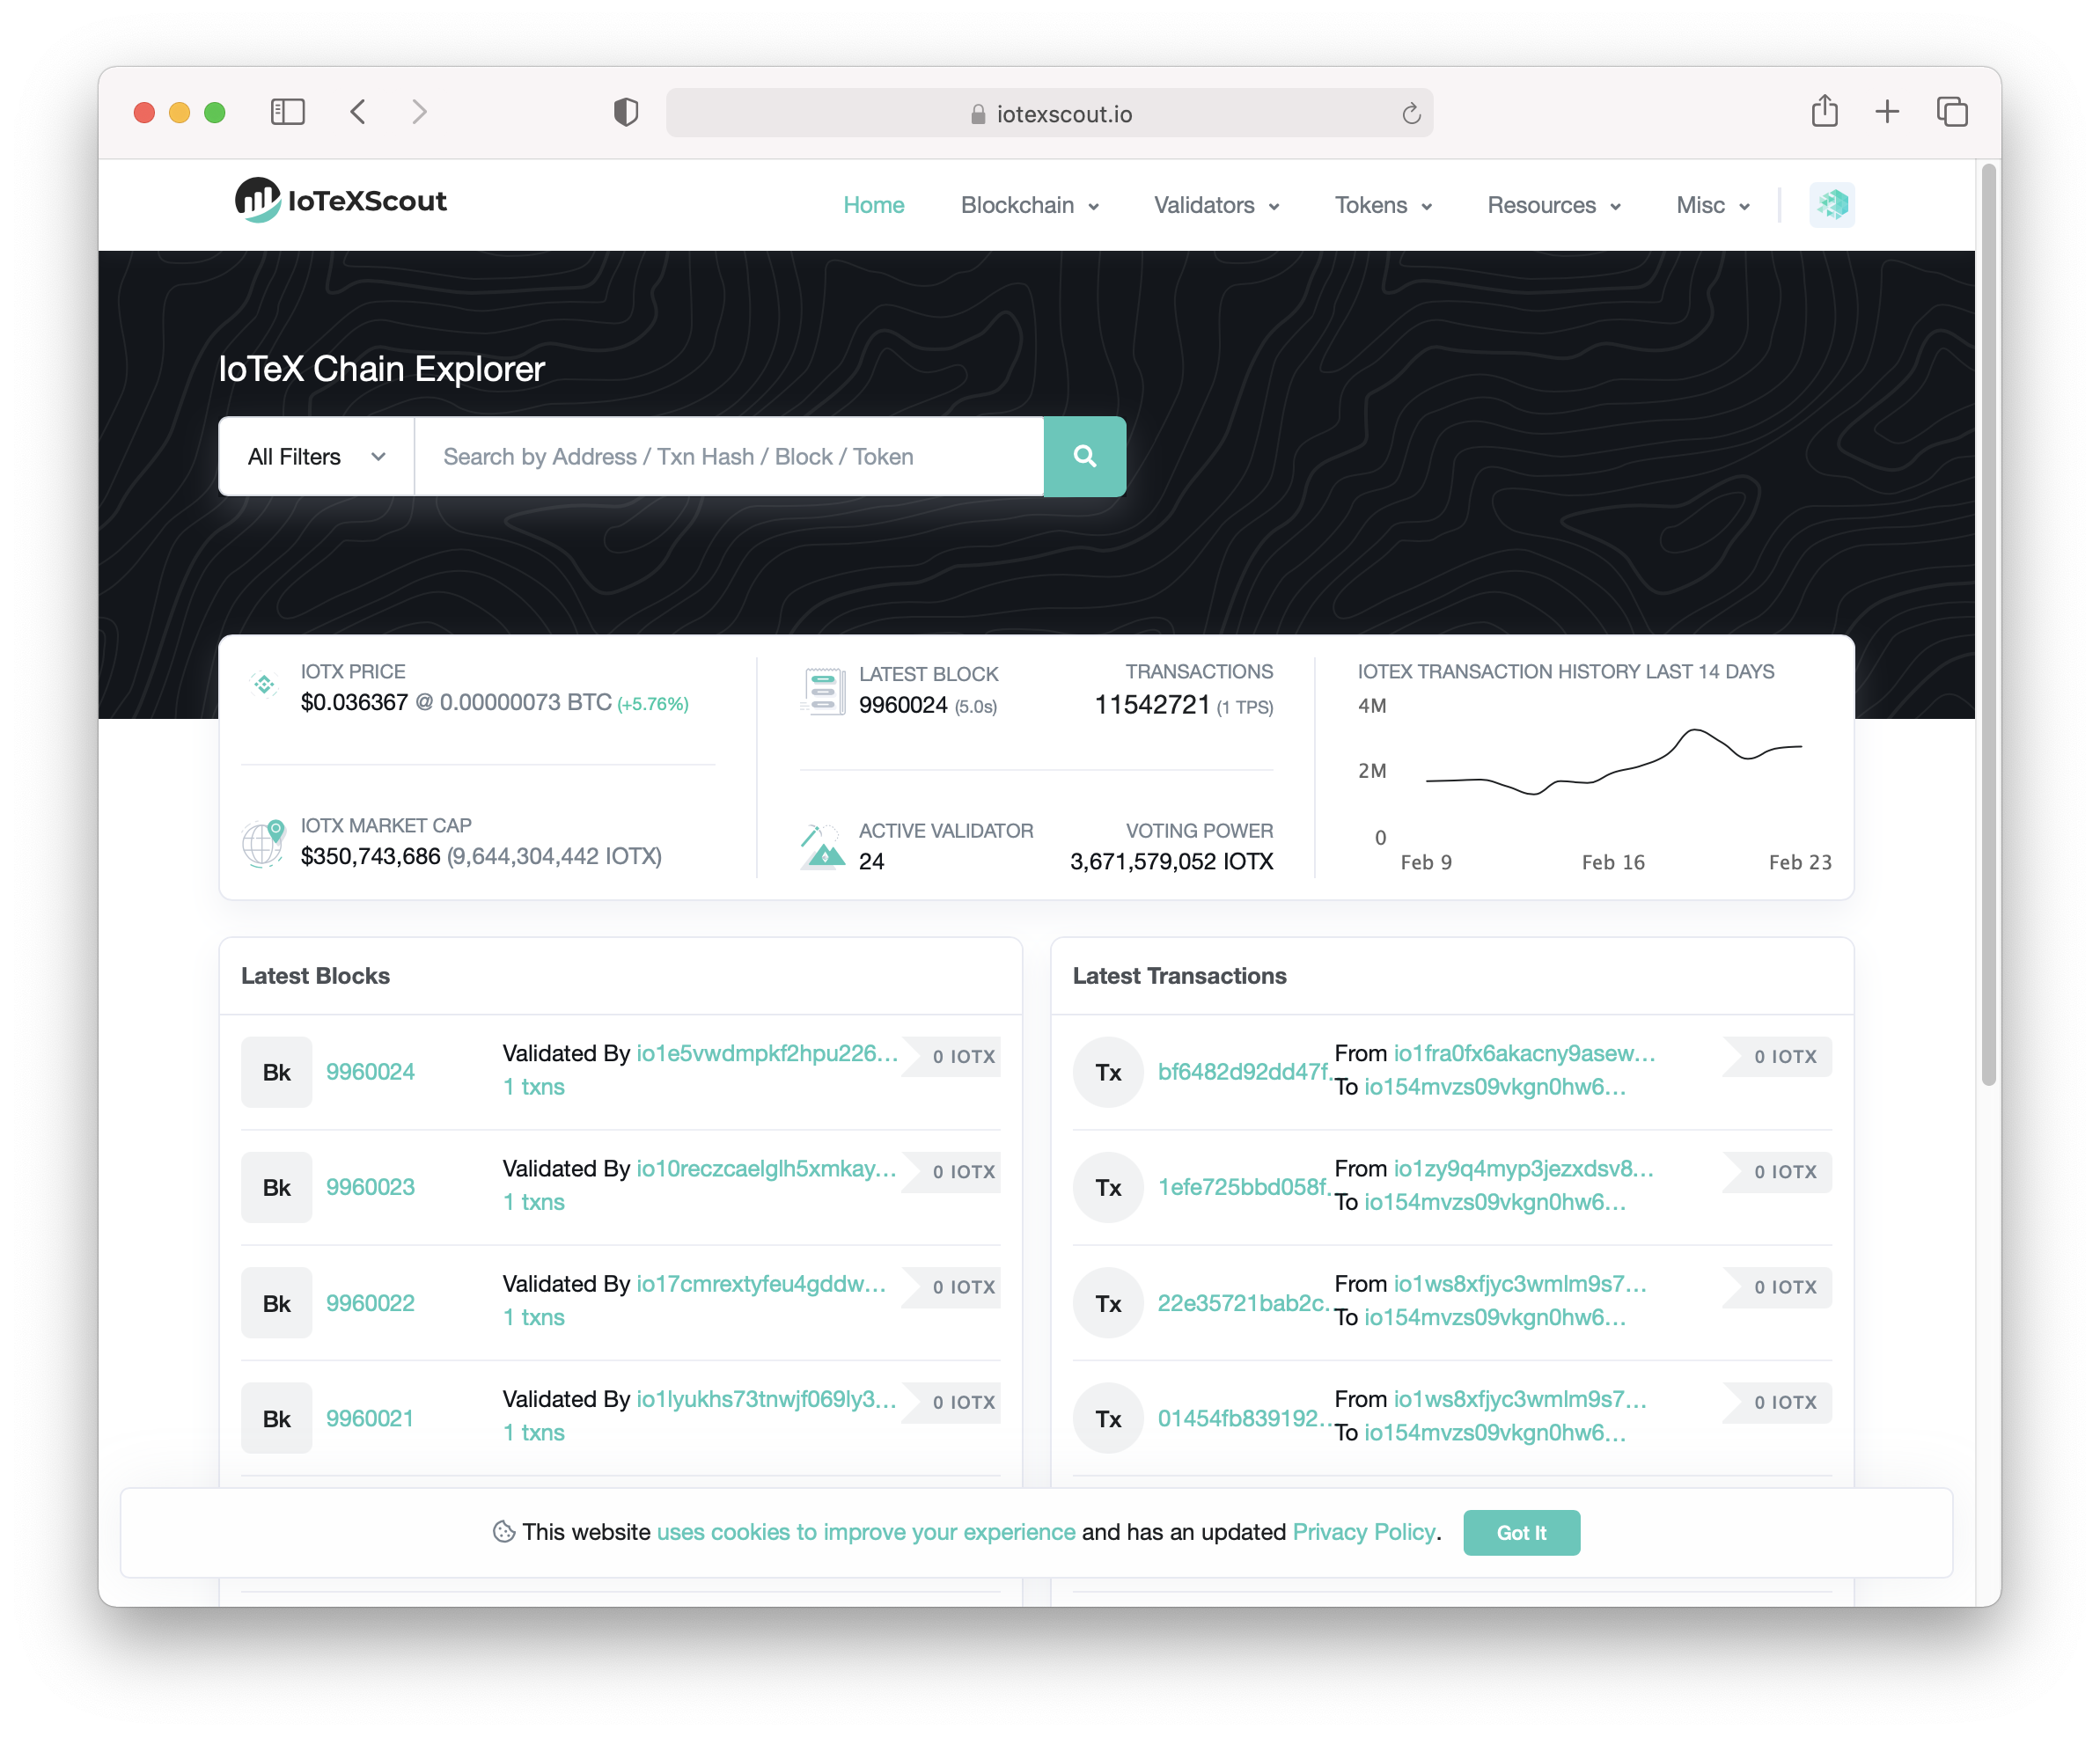 iotexscout.io
IoTeXScout
Home Blockchain Validators Tokens Resources Misc
IoTeX Chain Explorer
All Filters Search by Address / Txn Hash / Block / Token
IOTX PRICE
$0.036367 @ 0.00000073 BTC (+5.76%)
IOTX MARKET CAP
$350,743,686 (9,644,304,442 IOTX)
LATEST BLOCK
9960024 (5.0s)
TRANSACTIONS
11542721 (1 TPS)
ACTIVE VALIDATOR
24
VOTING POWER
3,671,579,052 IOTX
IOTEX TRANSACTION HISTORY LAST 14 DAYS
4M
2M
0
Feb 9 Feb 16 Feb 23
Latest Blocks
Bk 9960024
Validated By io1e5vwdmpkf2hpu226...
1 txns
0 IOTX
Bk 9960023
Validated By io10reczcaelglh5xmkay...
1 txns
0 IOTX
Bk 9960022
Validated By io17cmrextyfeu4gddw...
1 txns
0 IOTX
Bk 9960021
Validated By io1lyukhs73tnwjf069ly3...
1 txns
0 IOTX
Latest Transactions
Tx bf6482d92dd47f...
From io1fra0fx6akacny9asew...
To io154mvzs09vkgn0hw6...
0 IOTX
Tx 1efe725bbd058f...
From io1zy9q4myp3jezxdsv8...
To io154mvzs09vkgn0hw6...
0 IOTX
Tx 22e35721bab2c...
From io1ws8xfjyc3wmlm9s7...
To io154mvzs09vkgn0hw6...
0 IOTX
Tx 01454fb839192...
From io1ws8xfjyc3wmlm9s7...
To io154mvzs09vkgn0hw6...
0 IOTX
This website uses cookies to improve your experience and has an updated Privacy Policy. Got It